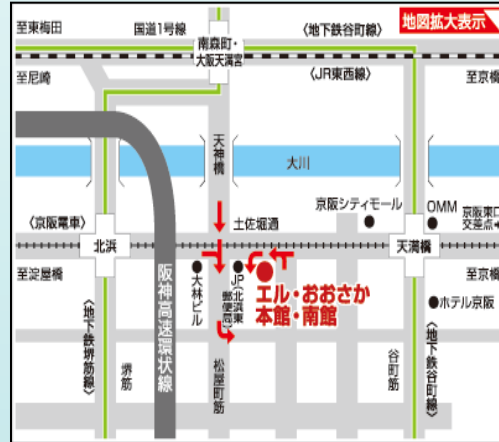 地図拡大表示
至東梅田
国道1号線
〈地下鉄谷町線〉
南森町・
大阪天満宮
至尼崎
〈JR東西線〉
至京橋
天神橋
大川
京阪シティモール
OMM
京阪東口
交差点
〈京阪電車〉
土佐堀通
北浜
天満橋
至淀屋橋
至京橋
阪神高速環状線
大林ビル
JP北浜東
郵便局
エル・おおさか
本館・南館
ホテル京阪
〈地下鉄堺筋線〉
堺筋
松屋町筋
谷町筋
〈地下鉄谷町線〉